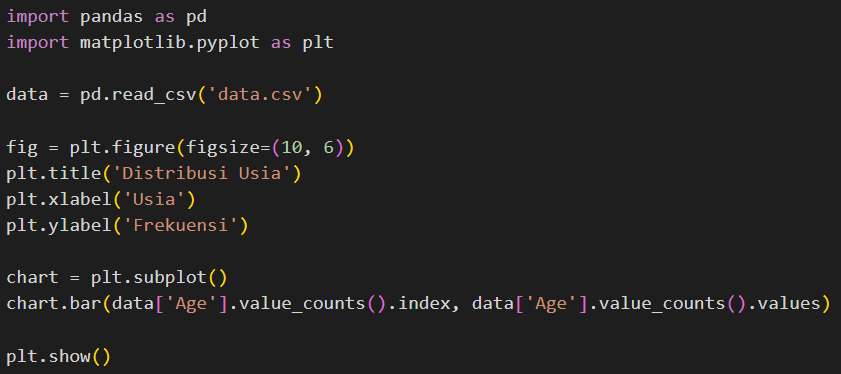 import pandas as pd
import matplotlib.pyplot as plt
data = pd.read_csv('data.csv')
fig = plt.figure(figsize=(10, 6))
plt.title('Distribusi Usia')
plt.xlabel('Usia')
plt.ylabel('Frekuensi')
chart = plt.subplot()
chart.bar(data['Age'].value_counts().index, data['Age'].value_counts().values)
plt.show()